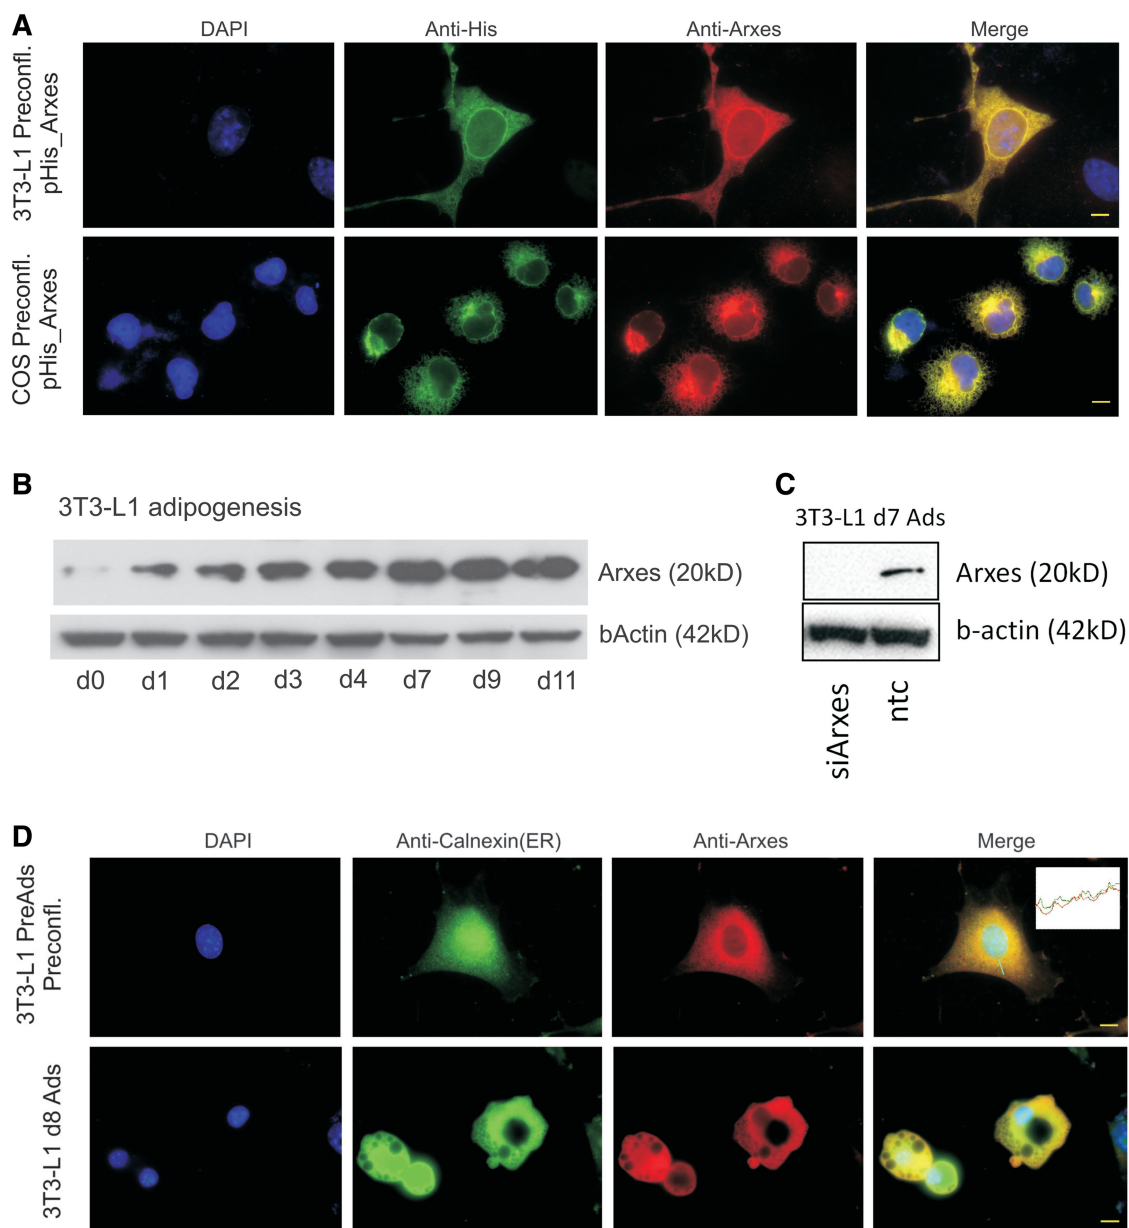 A
DAPI Anti-His Anti-Arxes Merge
3T3-L1 Preconfl.
pHis_Arxes
COS Preconfl.
pHis_Arxes
B
3T3-L1 adipogenesis
Arxes (20kD)
bActin (42kD)
d0 d1 d2 d3 d4 d7 d9 d11
C
3T3-L1 d7 Ads
Arxes (20kD)
b-actin (42kD)
siArxes
ntc
D
DAPI Anti-Calnexin(ER) Anti-Arxes Merge
3T3-L1 PreAds
Preconfl.
3T3-L1 d8 Ads